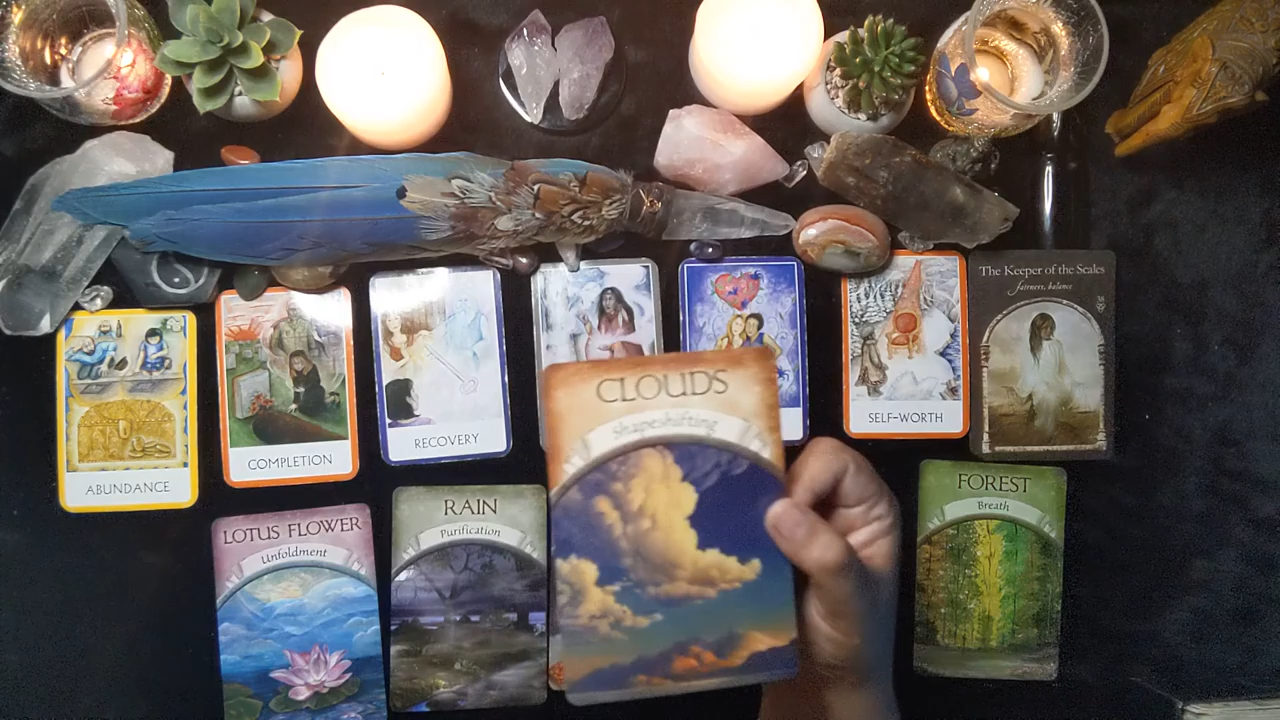 ABUNDANCE
COMPLETION
RECOVERY
SELF-WORTH
The Keeper of the Scales
fairness, balance
38
LOTUS FLOWER
Unfoldment
RAIN
Purification
CLOUDS
Shapeshifting
FOREST
Breath